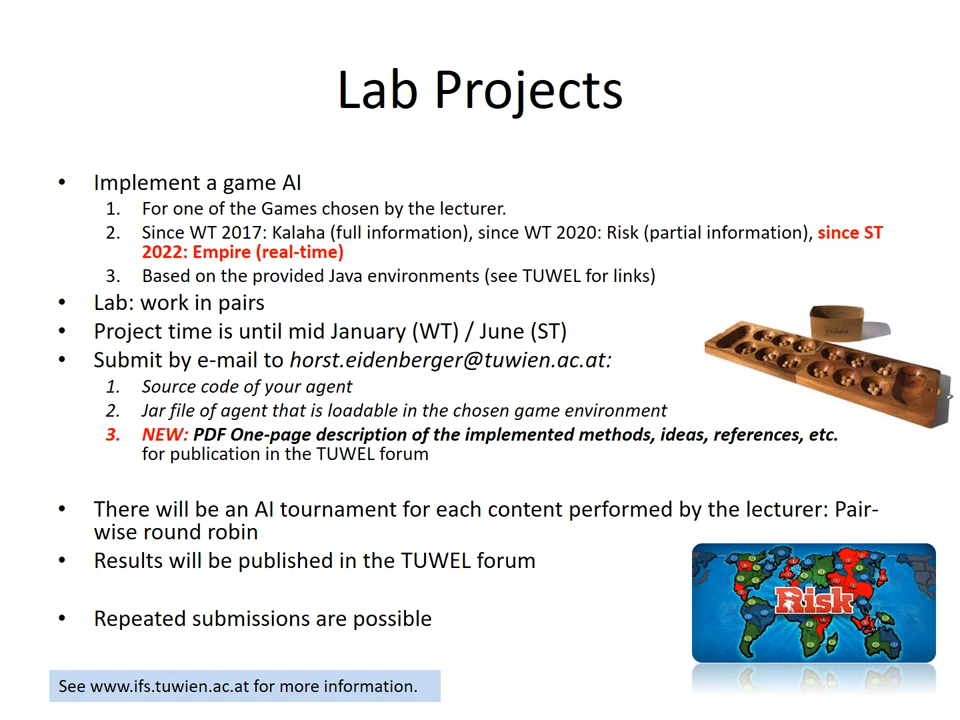 Lab Projects
• Implement a game AI
1. For one of the Games chosen by the lecturer.
2. Since WT 2017: Kalaha (full information), since WT 2020: Risk (partial information), since ST
2022: Empire (real-time)
3. Based on the provided Java environments (see TUWEL for links)
• Lab: work in pairs
• Project time is until mid January (WT) / June (ST)
• Submit by e-mail to horst.eidenberger@tuwien.ac.at:
1. Source code of your agent
2. Jar file of agent that is loadable in the chosen game environment
3. NEW: PDF One-page description of the implemented methods, ideas, references, etc.
for publication in the TUWEL forum
• There will be an AI tournament for each content performed by the lecturer: Pair-
wise round robin
• Results will be published in the TUWEL forum
Risk
• Repeated submissions are possible
See www.ifs.tuwien.ac.at for more information.